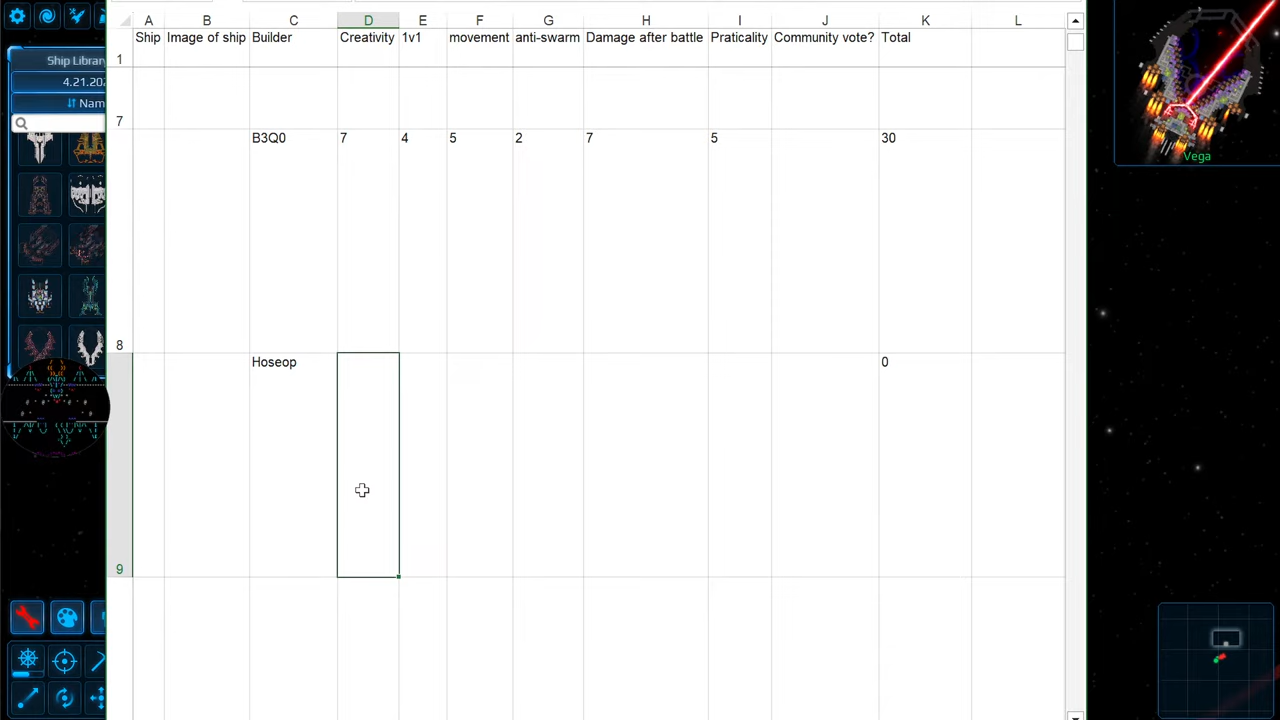 A B C D E F G H I J K L
Ship Image of ship Builder Creativity 1v1 movement anti-swarm Damage after battle Praticality Community vote? Total
1
Ship Library
4.21.202
Nam
7
B3Q0 7 4 5 2 7 5 30
Vega
8
Hoseop 0
9